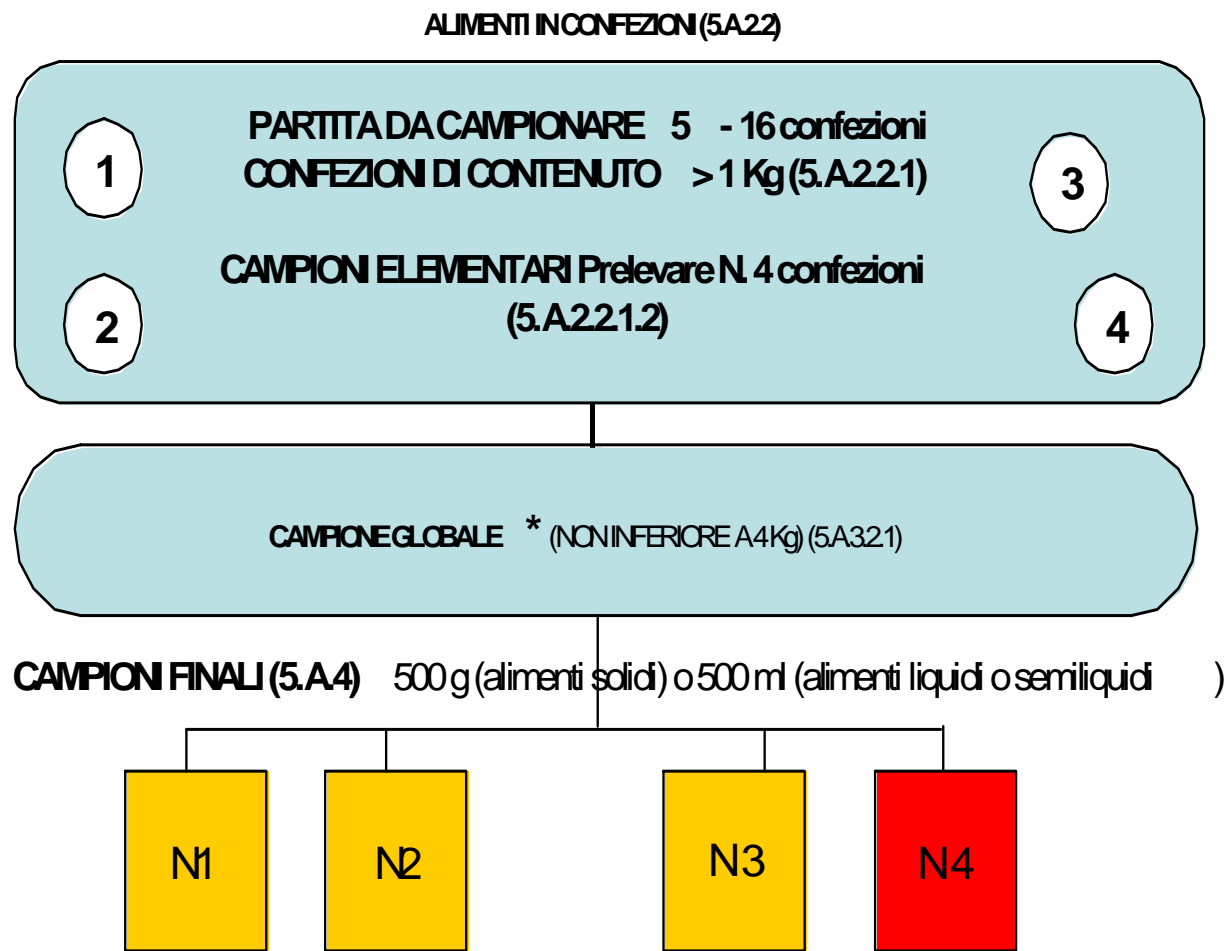 ALIMENTI IN CONFEZIONI (5.A.2.2)
PARTITA DA CAMPIONARE 5 - 16 confezioni
CONFEZIONI DI CONTENUTO > 1 Kg (5.A.2.2.1)
1
3
CAMPIONI ELEMENTARI Prelevare N. 4 confezioni
(5.A.2.2.1.2)
2
4
CAMPIONE GLOBALE * (NON INFERIORE A 4 Kg) (5.A.3.2.1)
CAMPIONI FINALI (5.A.4) 500 g (alimenti solidi) o 500 ml (alimenti liquidi o semiliquidi )
N1 N2 N3 N4